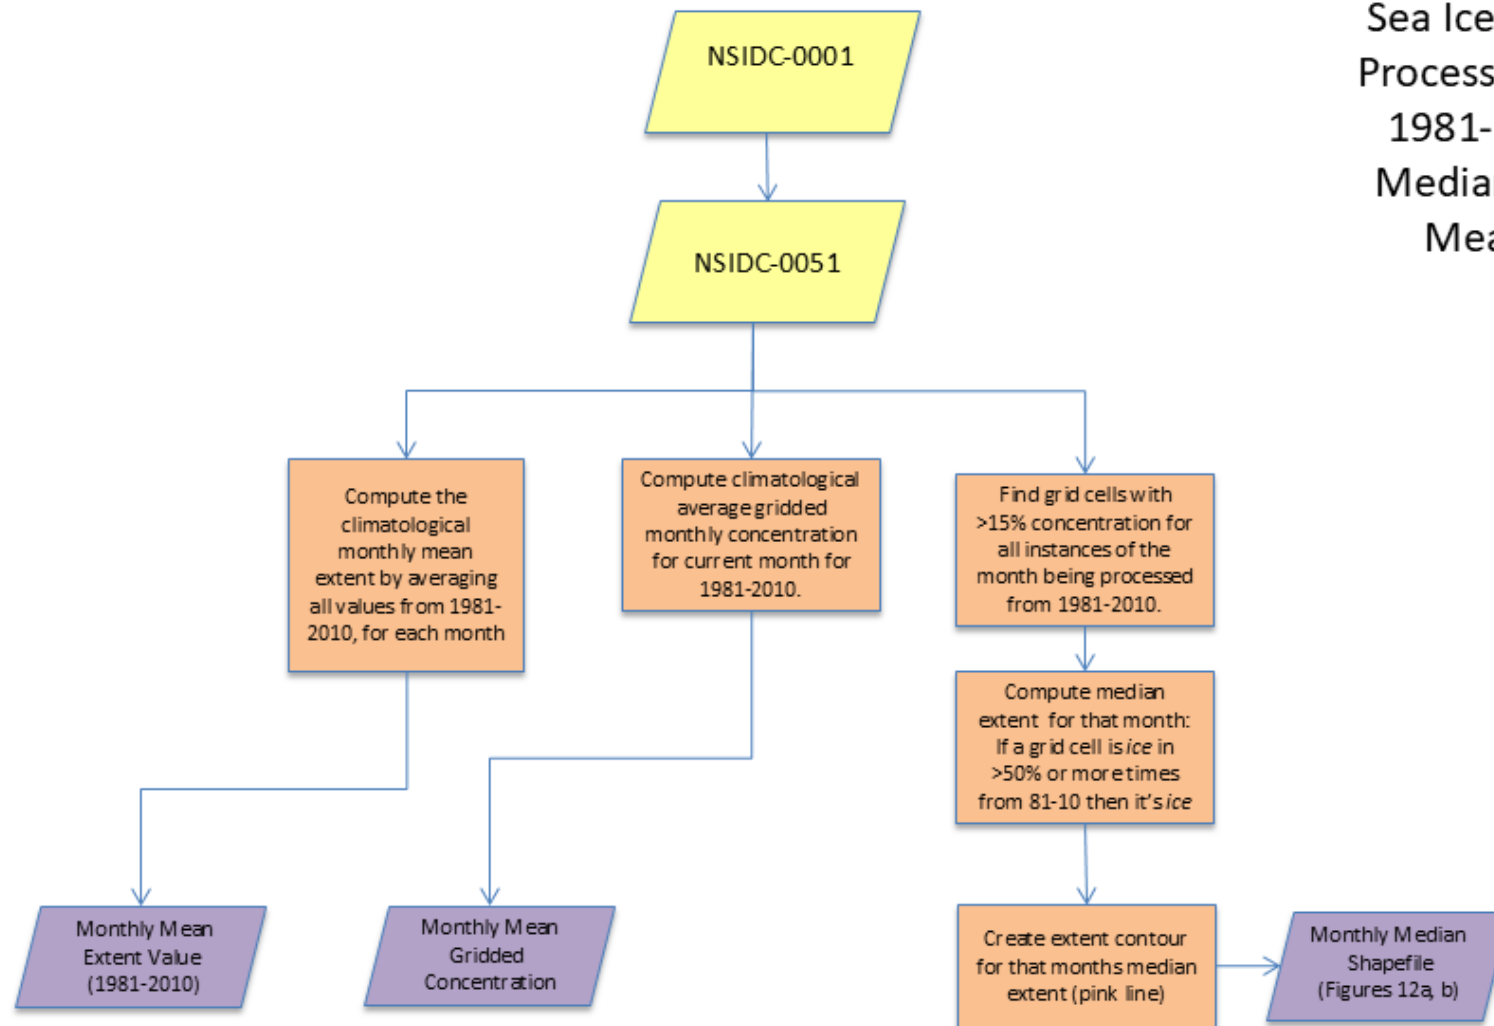 Sea Ice
Process
1981-
Media
Mea
NSIDC-0001
NSIDC-0051
Compute the
climatological
monthly mean
extent by averaging
all values from 1981-
2010, for each month
Compute climatological
average gridded
monthly concentration
for current month for
1981-2010.
Find grid cells with
>15% concentration for
all instances of the
month being processed
from 1981-2010.
Compute median
extent for that month:
If a grid cell is ice in
>50% or more times
from 81-10 then it's ice
Monthly Mean
Extent Value
(1981-2010)
Monthly Mean
Gridded
Concentration
Create extent contour
for that months median
extent (pink line)
Monthly Median
Shapefile
(Figures 12a, b)